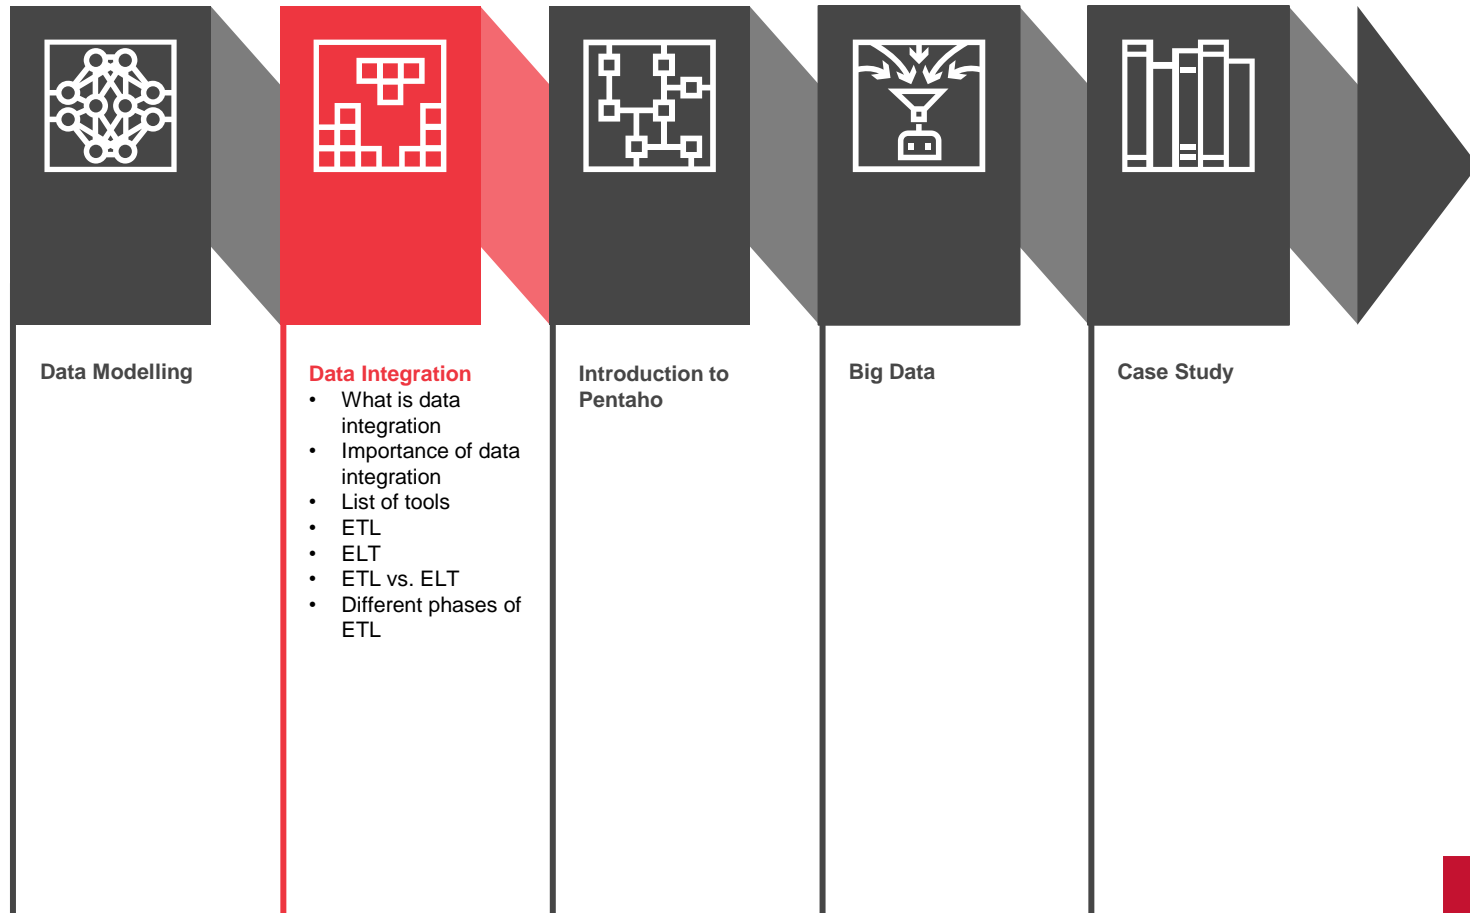 Data Modelling
Data Integration
• What is data
integration
• Importance of data
integration
• List of tools
• ETL
• ELT
• ETL vs. ELT
• Different phases of
ETL
Introduction to
Pentaho
Big Data
Case Study